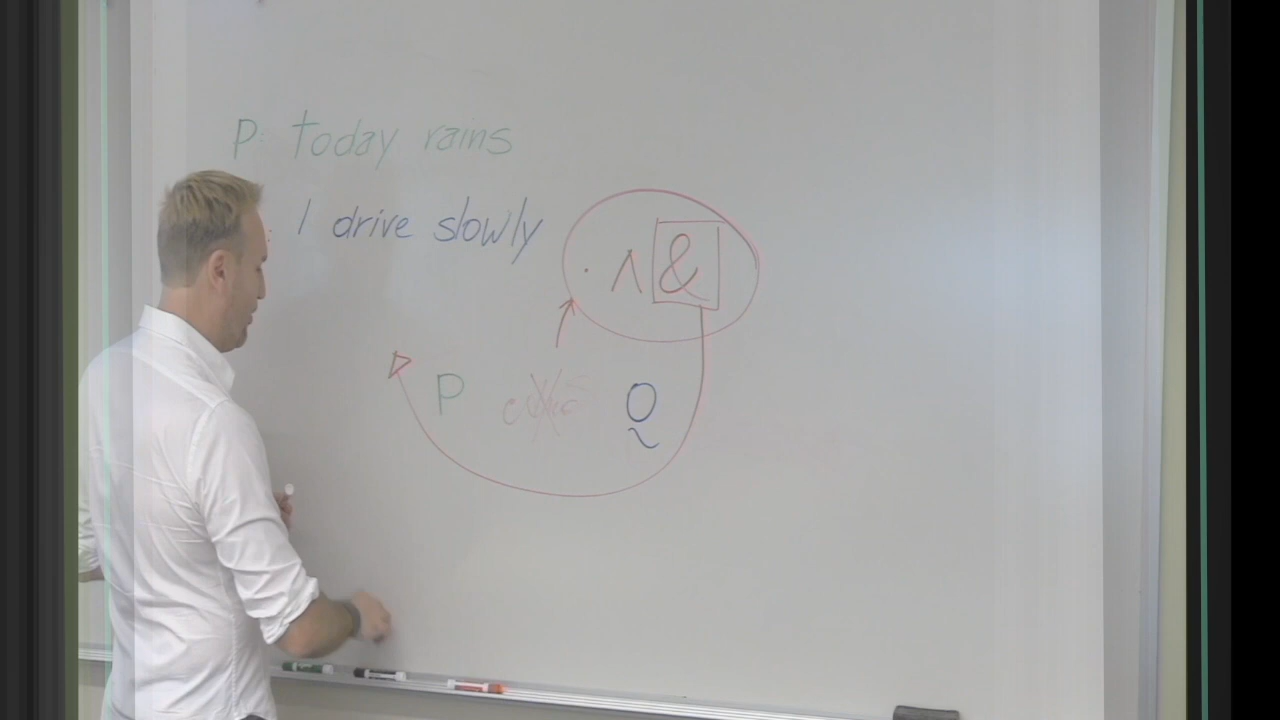 P: today rains
: I drive slowly
· ∧ &
P Q